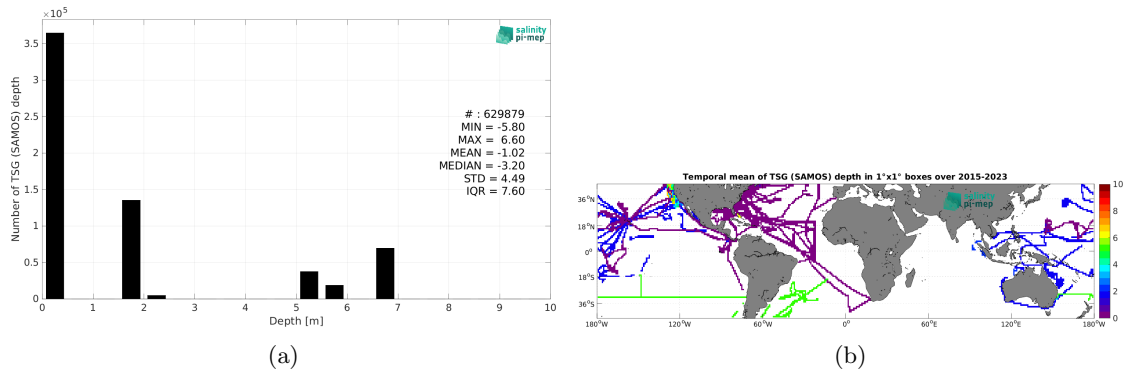 ×10⁵
3.5
3
2.5
2
1.5
1
0.5
0
0 1 2 3 4 5 6 7 8 9 10
Number of TSG (SAMOS) depth
Depth [m]
salinity
pi-mep
# : 629879
MIN = -5.80
MAX = 6.60
MEAN = -1.02
MEDIAN = -3.20
STD = 4.49
IQR = 7.60
(a)
Temporal mean of TSG (SAMOS) depth in 1°x1° boxes over 2015-2023
salinity
pi-mep
36°N
18°N
0°
18°S
36°S
180°W 120°W 60°W 0° 60°E 120°E 180°W
10
8
6
4
2
0
(b)